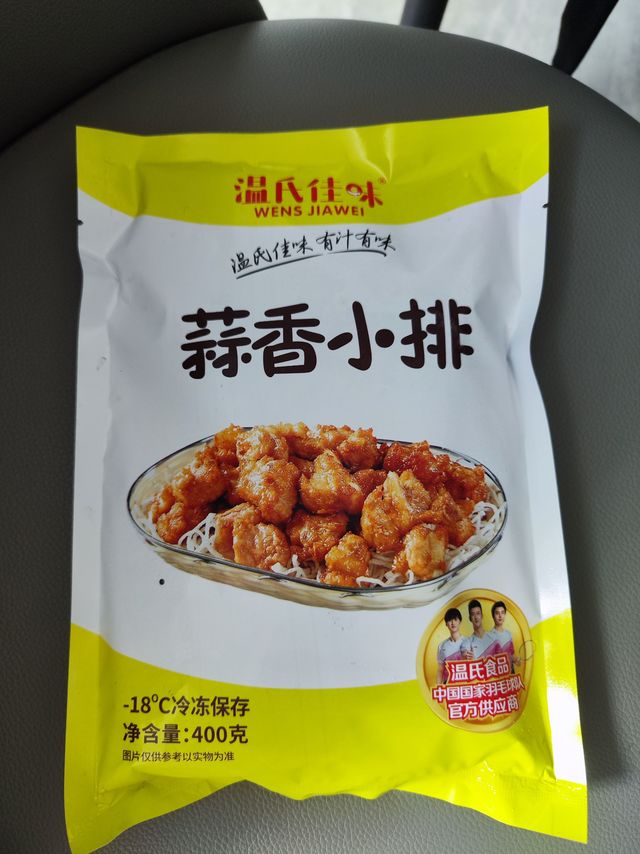 温氏佳味®
WENS JIAWEI
温氏佳味 有汁有味
蒜香小排
温氏食品
中国国家羽毛球队
官方供应商
-18℃冷冻保存
净含量:400克
图片仅供参考以实物为准